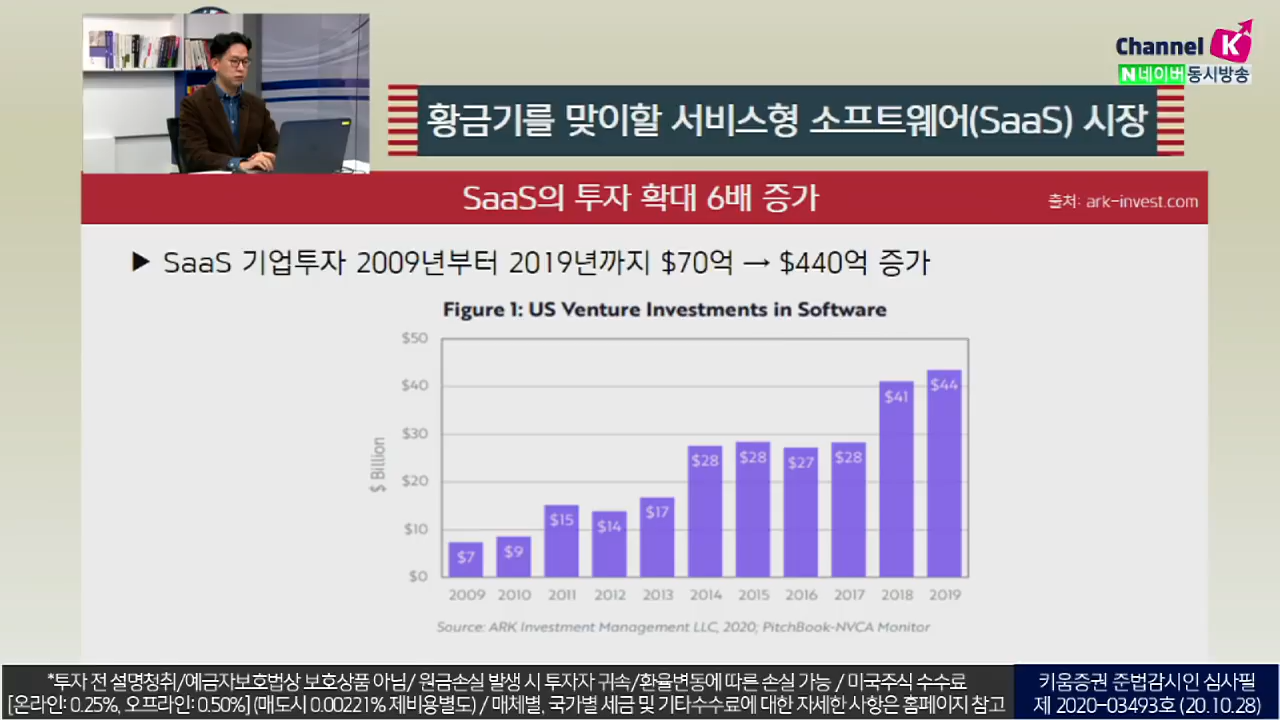 Channel K
N 네이버 동시방송
황금기를 맞이할 서비스형 소프트웨어(SaaS) 시장
SaaS의 투자 확대 6배 증가
출처: ark-invest.com
▶ SaaS 기업투자 2009년부터 2019년까지 $70억 → $440억 증가
Figure 1: US Venture Investments in Software
$ Billion
$50
$40
$30
$20
$10
$0
$7
$9
$15
$14
$17
$28
$28
$27
$28
$41
$44
2009 2010 2011 2012 2013 2014 2015 2016 2017 2018 2019
Source: ARK Investment Management LLC, 2020; PitchBook-NVCA Monitor
*투자 전 설명청취/예금자보호법상 보호상품 아님/ 원금손실 발생 시 투자자 귀속/환율변동에 따른 손실 가능 / 미국주식 수수료
[온라인: 0.25%, 오프라인: 0.50%] (매도시 0.00221% 제비용별도) / 매체별, 국가별 세금 및 기타수수료에 대한 자세한 사항은 홈페이지 참고
키움증권 준법감시인 심사필
제 2020-03493호 (20.10.28)